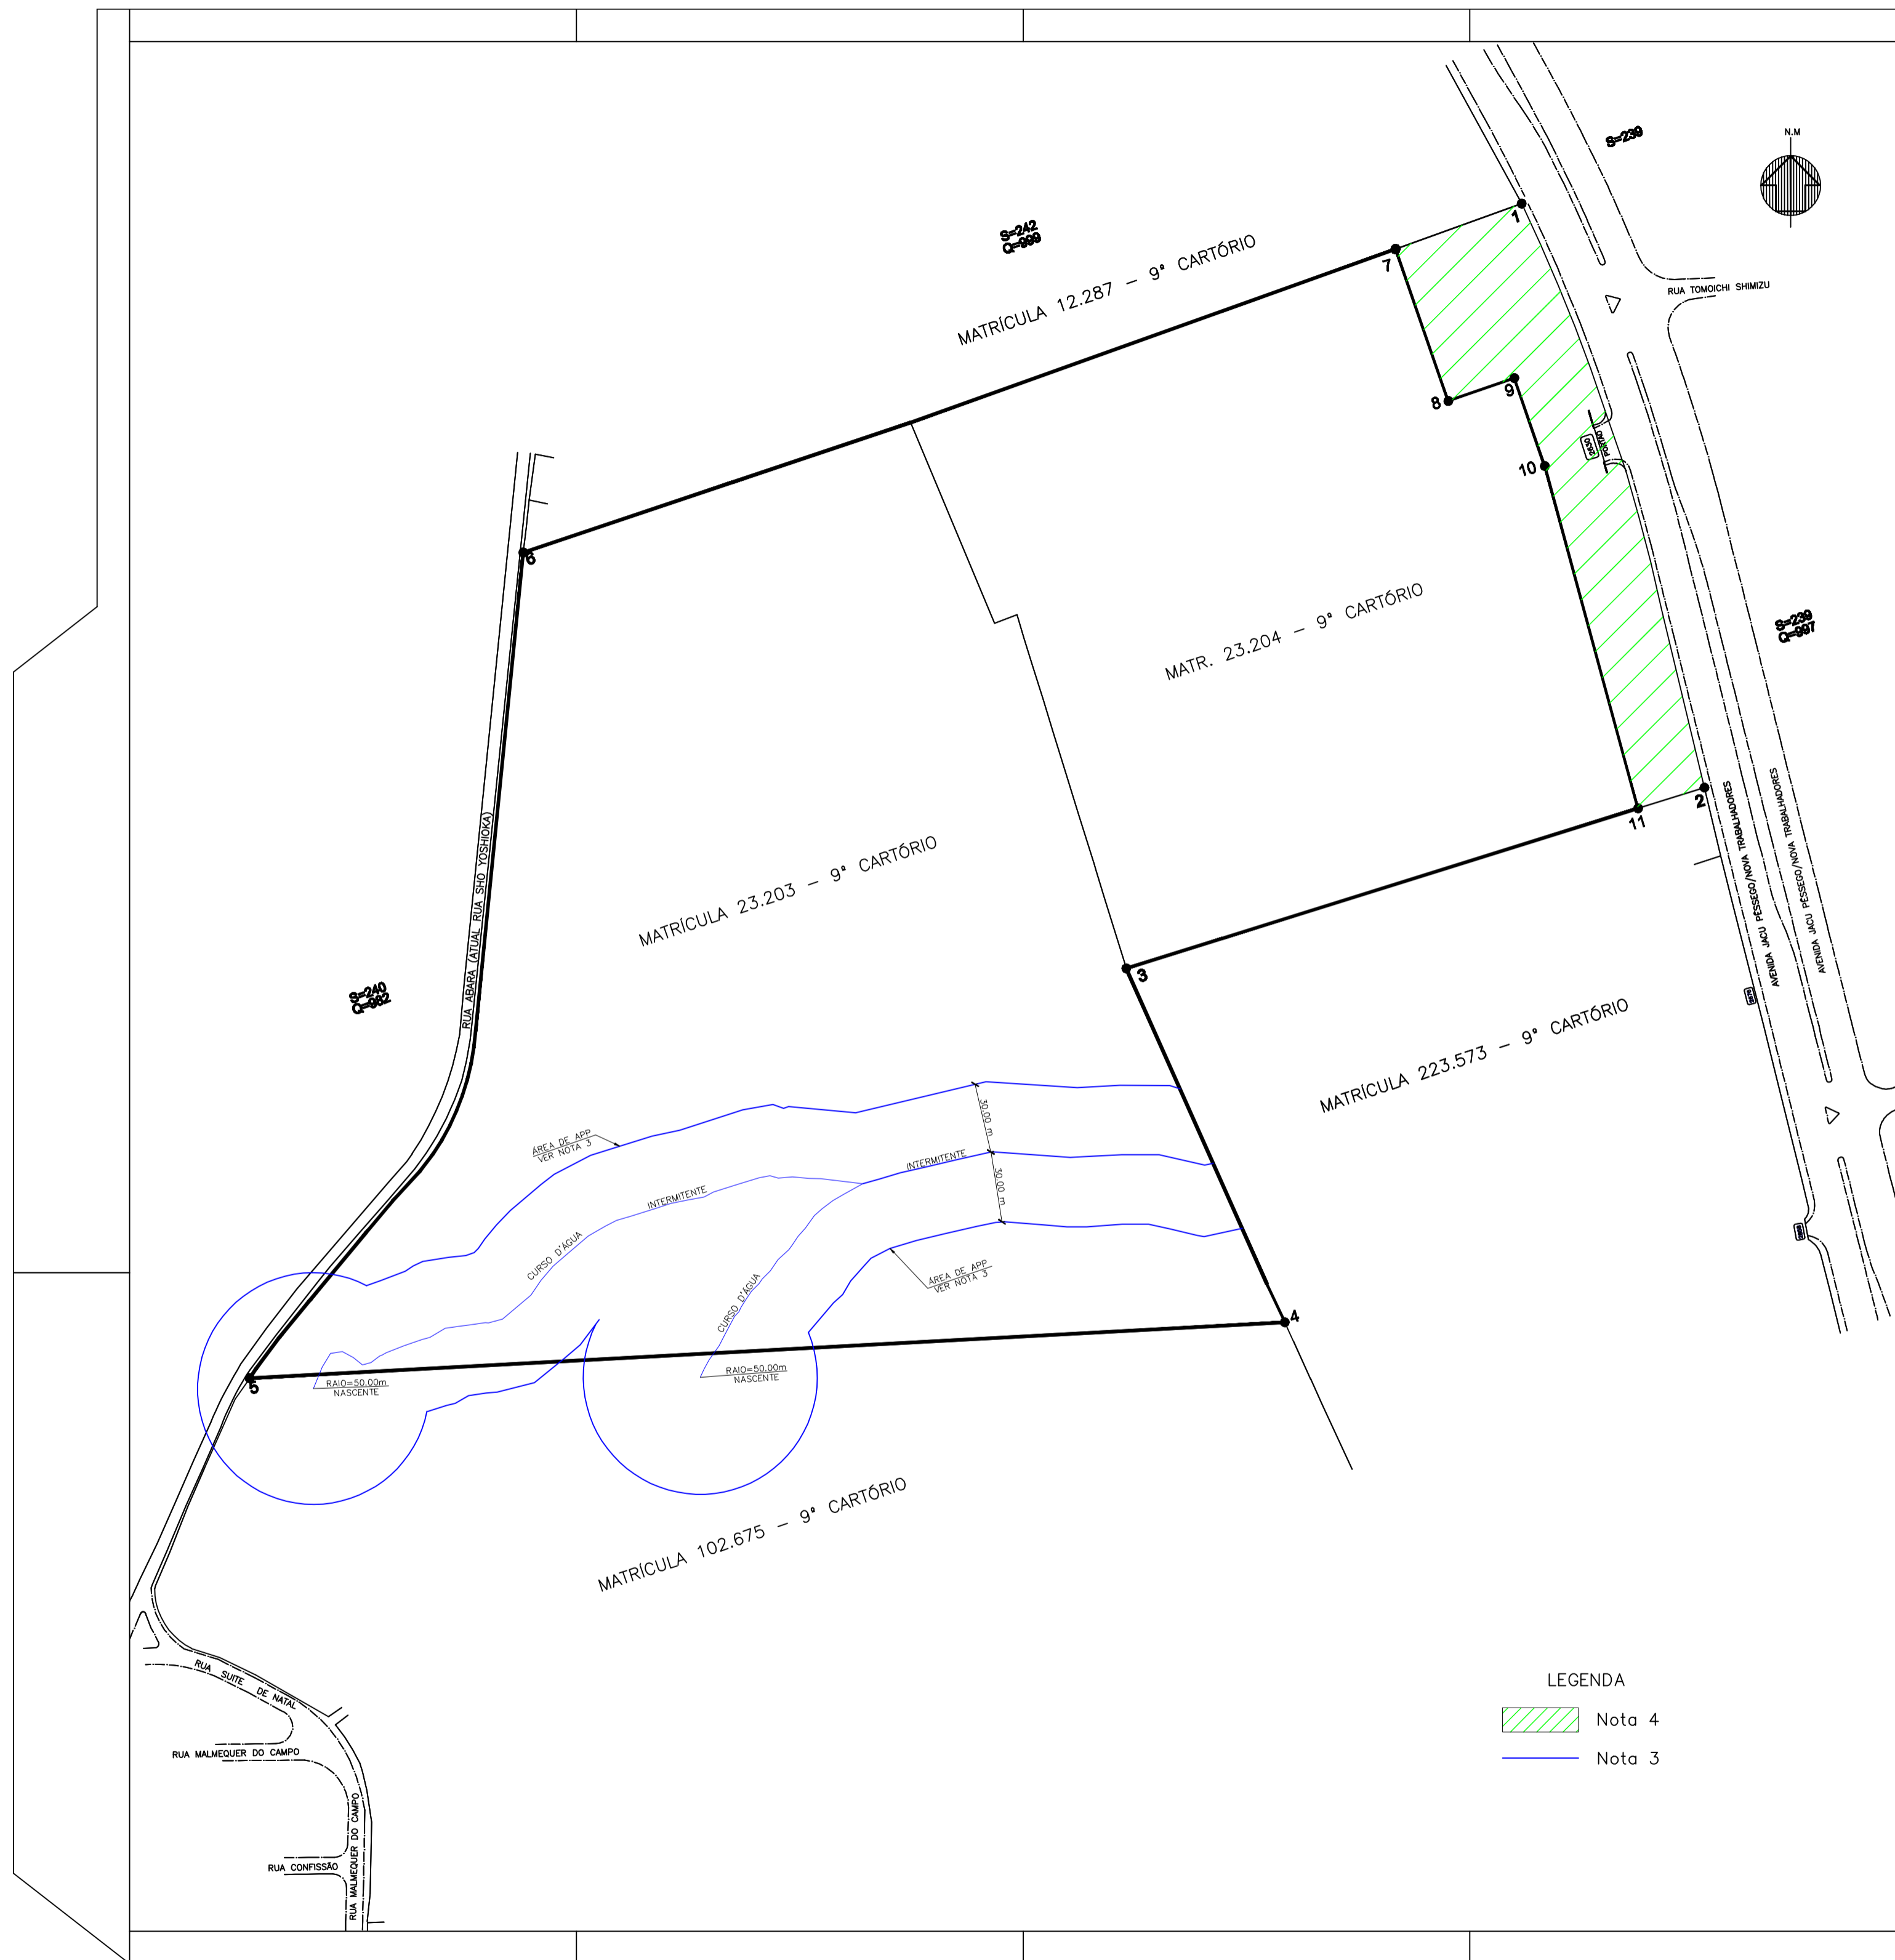 S=239
N.M
1
S=242
Q=999
MATRÍCULA 12.287 - 9° CARTÓRIO
7
RUA TOMOICHI SHIMIZU
9
8
2630
PORTÃO
10
6
MATR. 23.204 - 9° CARTÓRIO
S=239
Q=997
RUA ABARA (ATUAL RUA SHO YOSHIOKA)
2
11
AVENIDA JACU PÊSSEGO/NOVA TRABALHADORES
AVENIDA JACU PÊSSEGO/NOVA TRABALHADORES
MATRÍCULA 23.203 - 9° CARTÓRIO
3
S=240
Q=982
MATRÍCULA 223.573 - 9° CARTÓRIO
30.00 m
ÁREA DE APP
VER NOTA 3
INTERMITENTE
30.00 m
INTERMITENTE
CURSO D'ÁGUA
CURSO D'ÁGUA
ÁREA DE APP
VER NOTA 3
4
5
RAIO=50.00m
NASCENTE
RAIO=50.00m
NASCENTE
MATRÍCULA 102.675 - 9° CARTÓRIO
RUA SUITE DE NATAL
RUA MALMEQUER DO CAMPO
RUA CONFISSÃO
RUA MALMEQUER DO CAMPO
LEGENDA
Nota 4
Nota 3